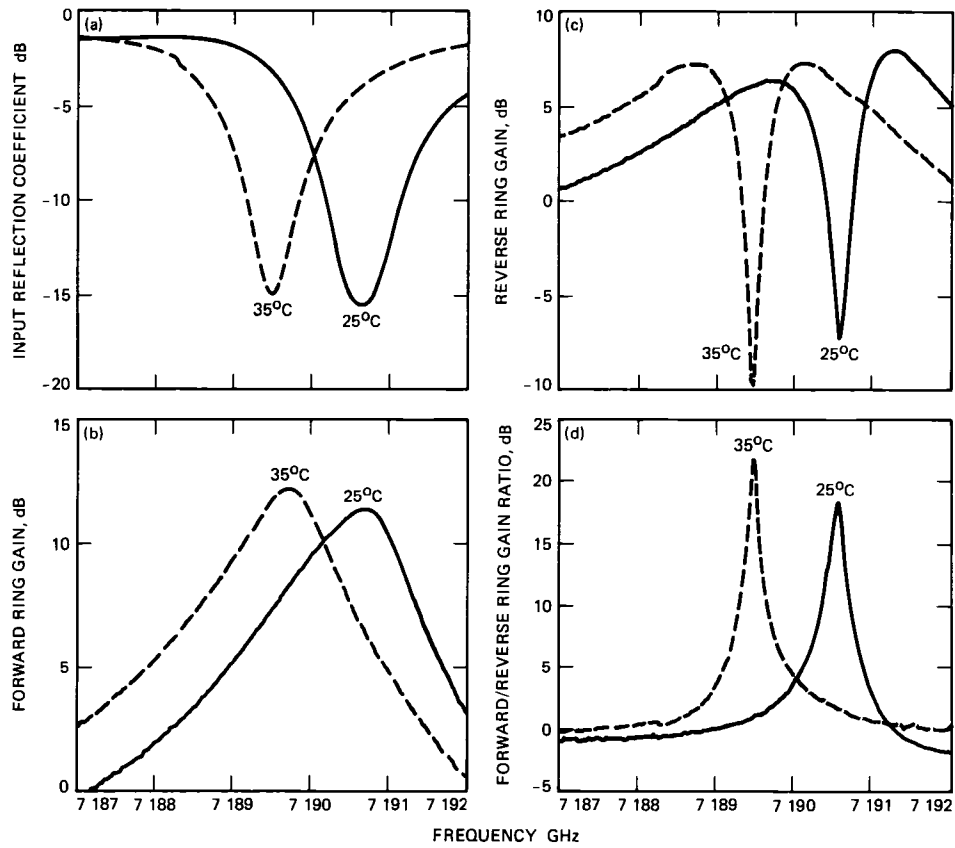 (a)
INPUT REFLECTION COEFFICIENT dB
0
−5
−10
−15
−20
35°C
25°C
(c)
REVERSE RING GAIN, dB
10
5
0
−5
−10
35°C
25°C
(b)
FORWARD RING GAIN, dB
15
10
5
0
35°C
25°C
7 187
7 188
7 189
7 190
7 191
7 192
(d)
FORWARD/REVERSE RING GAIN RATIO, dB
25
20
15
10
5
0
−5
35°C
25°C
7 187
7 188
7 189
7 190
7 191
7 192
FREQUENCY GHz